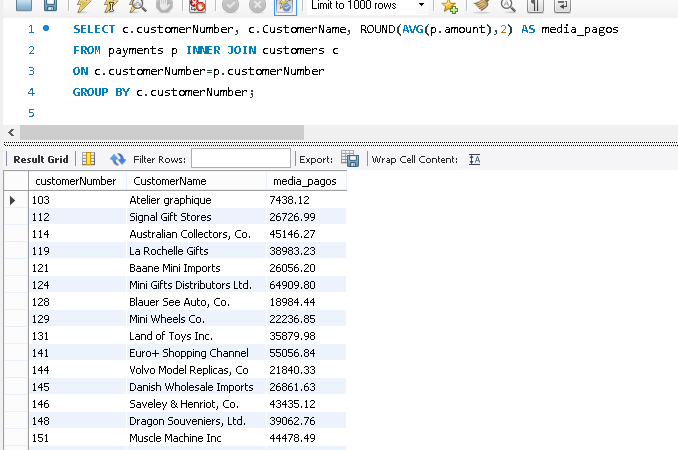 Limit to 1000 rows
1 SELECT c.customerNumber, c.CustomerName, ROUND(AVG(p.amount),2) AS media_pagos
2 FROM payments p INNER JOIN customers c
3 ON c.customerNumber=p.customerNumber
4 GROUP BY c.customerNumber;
5
Result Grid Filter Rows: Export: Wrap Cell Content: IA
customerNumber CustomerName media_pagos
103 Atelier graphique 7438.12
112 Signal Gift Stores 26726.99
114 Australian Collectors, Co. 45146.27
119 La Rochelle Gifts 38983.23
121 Baane Mini Imports 26056.20
124 Mini Gifts Distributors Ltd. 64909.80
128 Blauer See Auto, Co. 18984.44
129 Mini Wheels Co. 22236.85
131 Land of Toys Inc. 35879.98
141 Euro+ Shopping Channel 55056.84
144 Volvo Model Replicas, Co 21840.33
145 Danish Wholesale Imports 26861.63
146 Saveley & Henriot, Co. 43435.12
148 Dragon Souveniers, Ltd. 39062.76
151 Muscle Machine Inc 44478.49